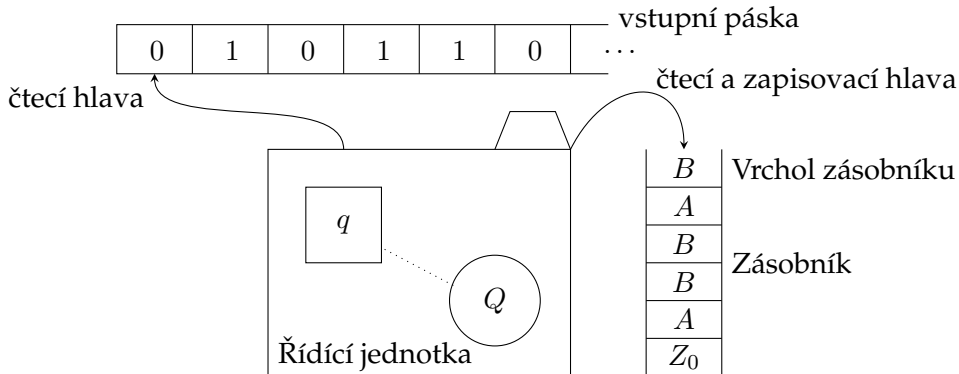 vstupní páska
0 1 0 1 1 0 ...
čtecí a zapisovací hlava
čtecí hlava
B Vrchol zásobníku
A
q
B
Zásobník
B
Q
A
Řídící jednotka
Z₀